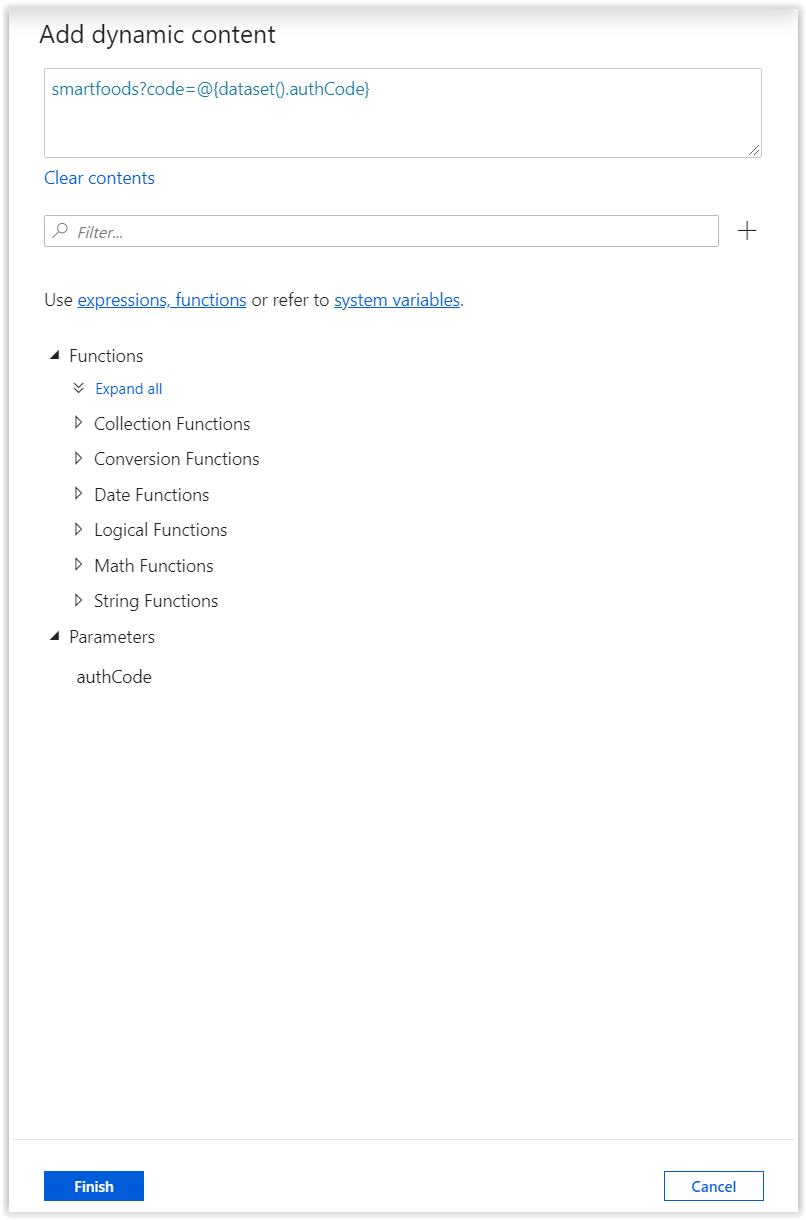 Add dynamic content
smartfoods?code=@{dataset().authCode}
Clear contents
Filter...
Use expressions, functions or refer to system variables.
Functions
Expand all
Collection Functions
Conversion Functions
Date Functions
Logical Functions
Math Functions
String Functions
Parameters
authCode
Finish
Cancel